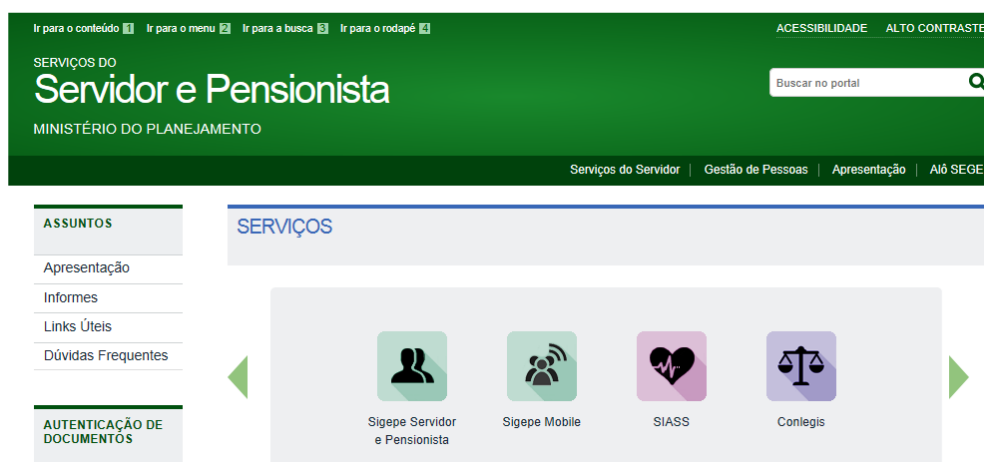 Ir para o conteúdo 1 Ir para o menu 2 Ir para a busca 3 Ir para o rodapé 4
ACESSIBILIDADE ALTO CONTRASTE
SERVIÇOS DO
Servidor e Pensionista
MINISTÉRIO DO PLANEJAMENTO
Buscar no portal
Serviços do Servidor | Gestão de Pessoas | Apresentação | Alô SEGE
ASSUNTOS
Apresentação
Informes
Links Úteis
Dúvidas Frequentes
AUTENTICAÇÃO DE
DOCUMENTOS
SERVIÇOS
Sigepe Servidor
e Pensionista
Sigepe Mobile
SIASS
Conlegis